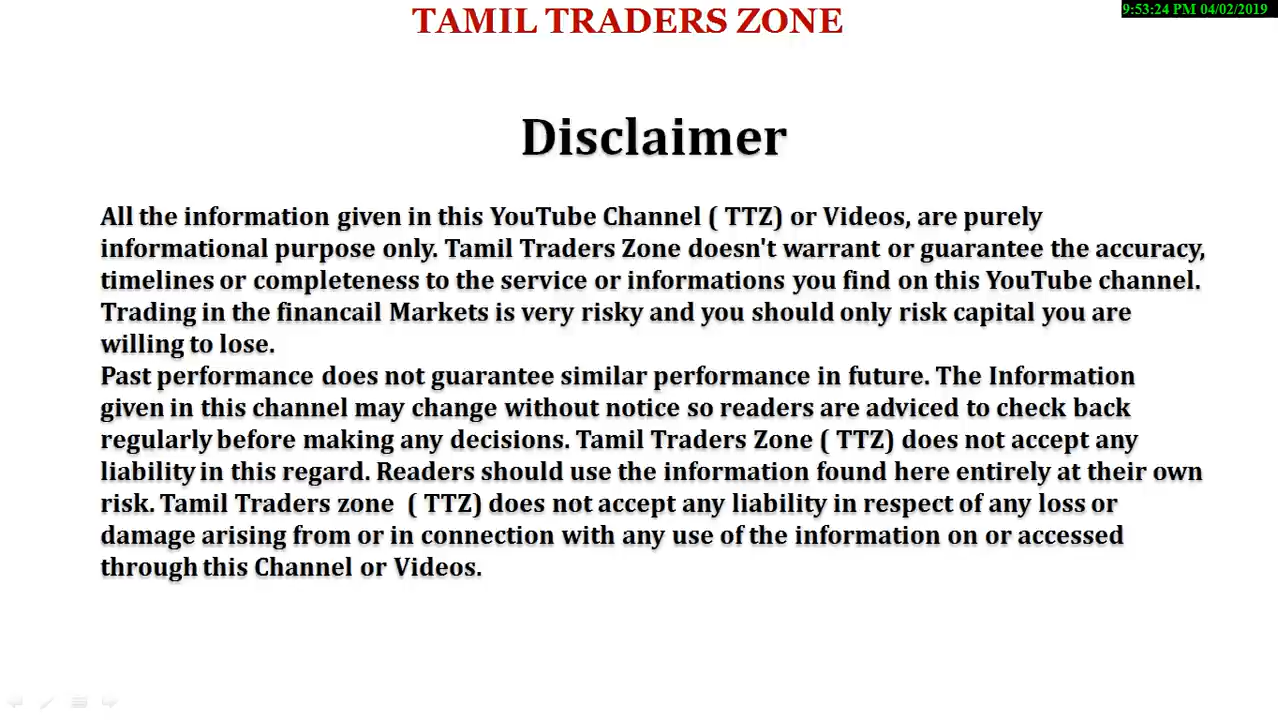 TAMIL TRADERS ZONE
9:53:24 PM 04/02/2019
Disclaimer
All the information given in this YouTube Channel ( TTZ) or Videos, are purely
informational purpose only. Tamil Traders Zone doesn't warrant or guarantee the accuracy,
timelines or completeness to the service or informations you find on this YouTube channel.
Trading in the financail Markets is very risky and you should only risk capital you are
willing to lose.
Past performance does not guarantee similar performance in future. The Information
given in this channel may change without notice so readers are adviced to check back
regularly before making any decisions. Tamil Traders Zone ( TTZ) does not accept any
liability in this regard. Readers should use the information found here entirely at their own
risk. Tamil Traders zone  ( TTZ) does not accept any liability in respect of any loss or
damage arising from or in connection with any use of the information on or accessed
through this Channel or Videos.